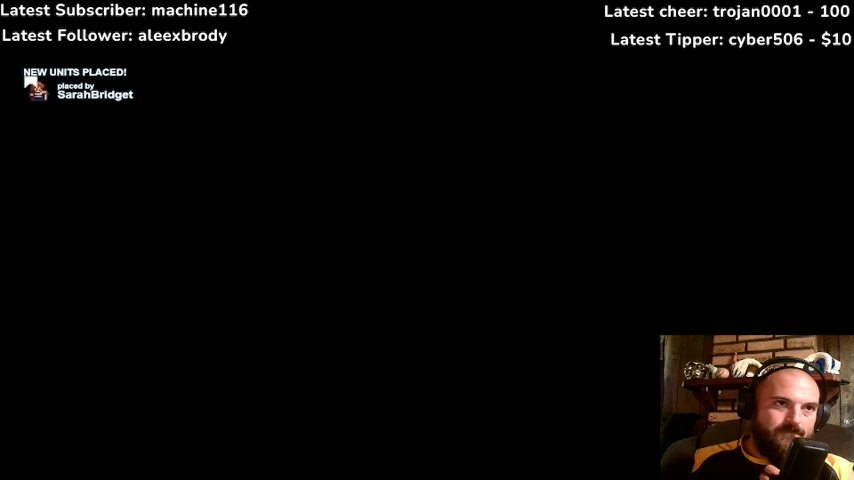 Latest Subscriber: machine116
Latest Follower: aleexbrody
Latest cheer: trojan0001 - 100
Latest Tipper: cyber506 - $10
NEW UNITS PLACED!
placed by
SarahBridget